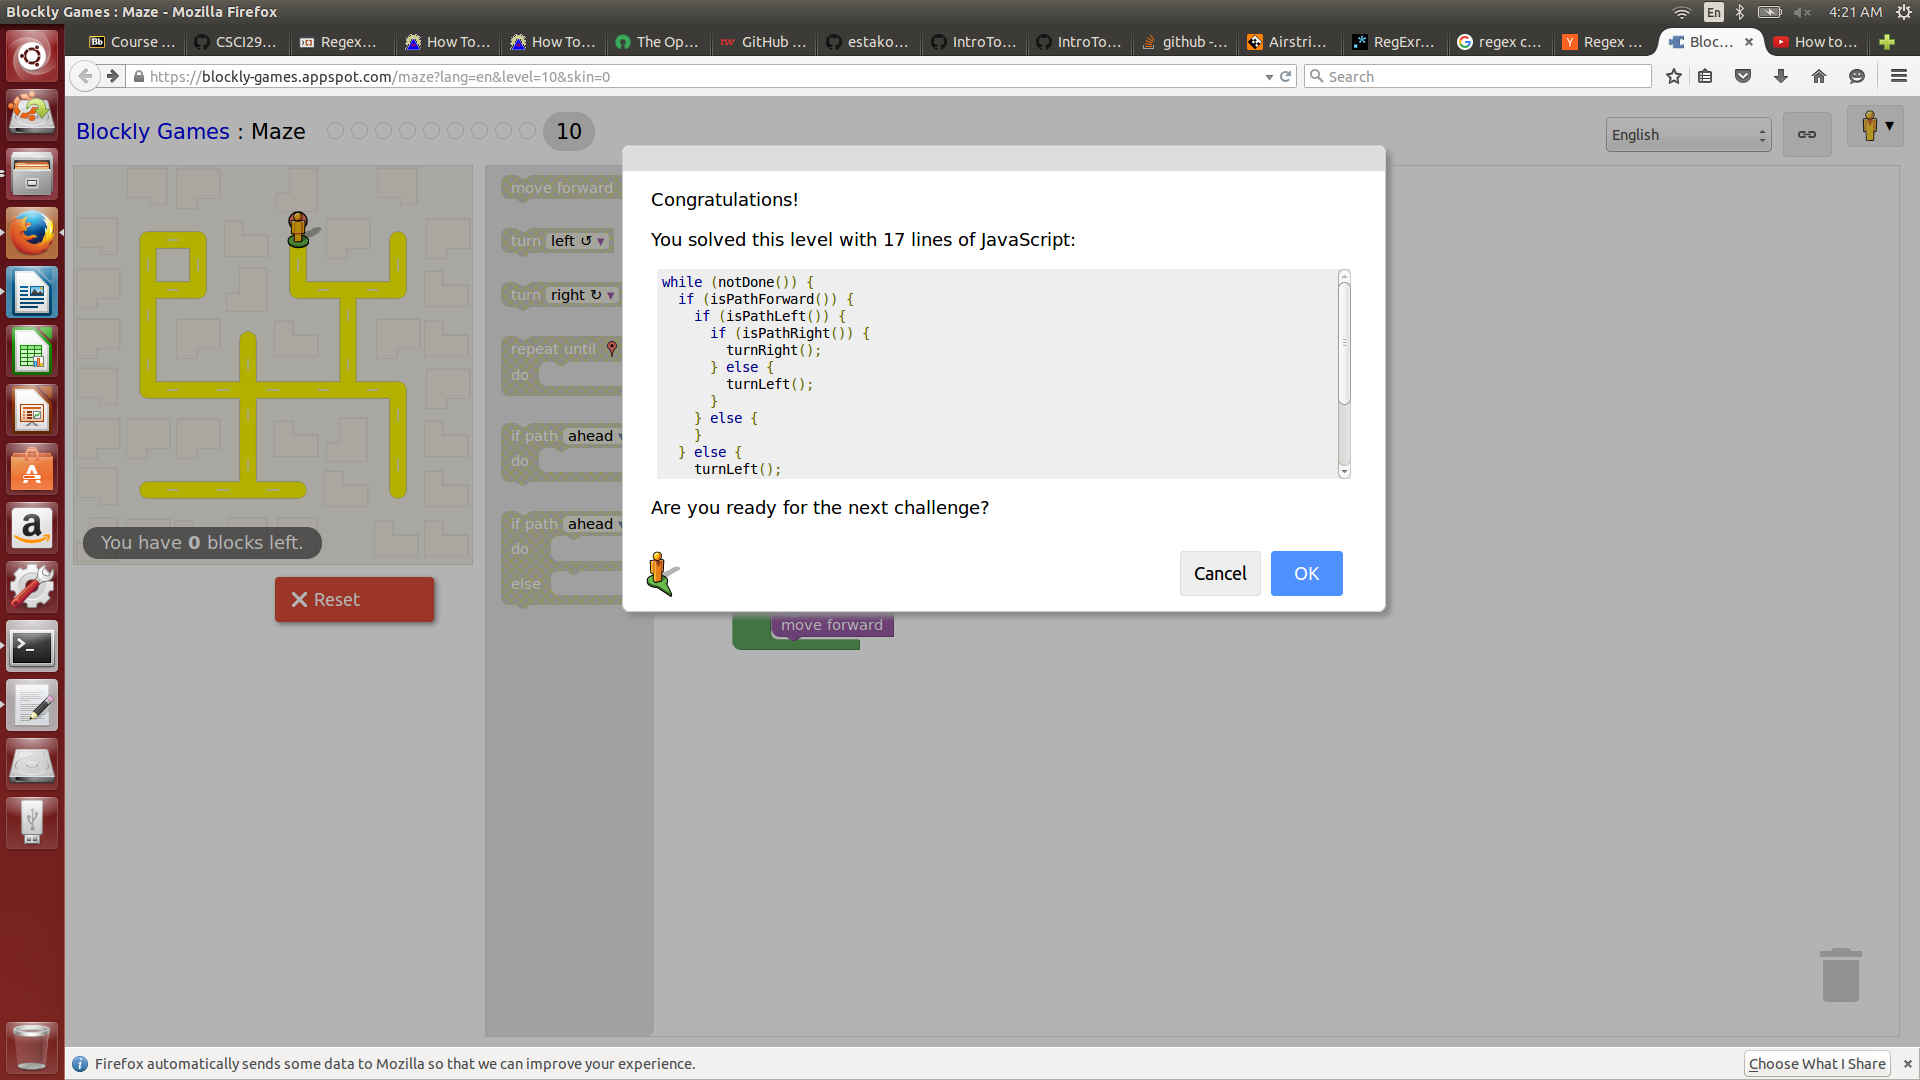 Blockly Games : Maze - Mozilla Firefox
En
4:21 AM
Bb Course ...
CSCI29...
Regex...
How To...
How To...
The Op...
rw GitHub ...
estako...
IntroTo...
IntroTo...
github -...
Airstri...
RegExr...
regex c...
Regex ...
Bloc...
How to...
https://blockly-games.appspot.com/maze?lang=en&level=10&skin=0
Search
Blockly Games : Maze
10
English
move forward
turn left ↺ ▾
turn right ↻ ▾
repeat until
do
if path ahead
do
if path ahead
do
else
You have 0 blocks left.
Reset
Congratulations!
You solved this level with 17 lines of JavaScript:
while (notDone()) {
if (isPathForward()) {
if (isPathLeft()) {
if (isPathRight()) {
turnRight();
} else {
turnLeft();
}
} else {
}
} else {
turnLeft();
Are you ready for the next challenge?
Cancel
OK
move forward
Firefox automatically sends some data to Mozilla so that we can improve your experience.
Choose What I Share